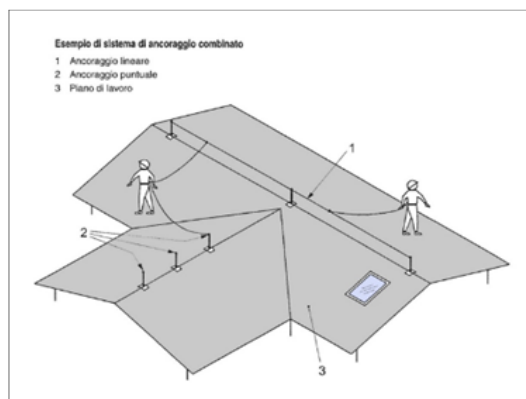 Esempio di sistema di ancoraggio combinato
1 Ancoraggio lineare
2 Ancoraggio puntuale
3 Piano di lavoro
1
2
3